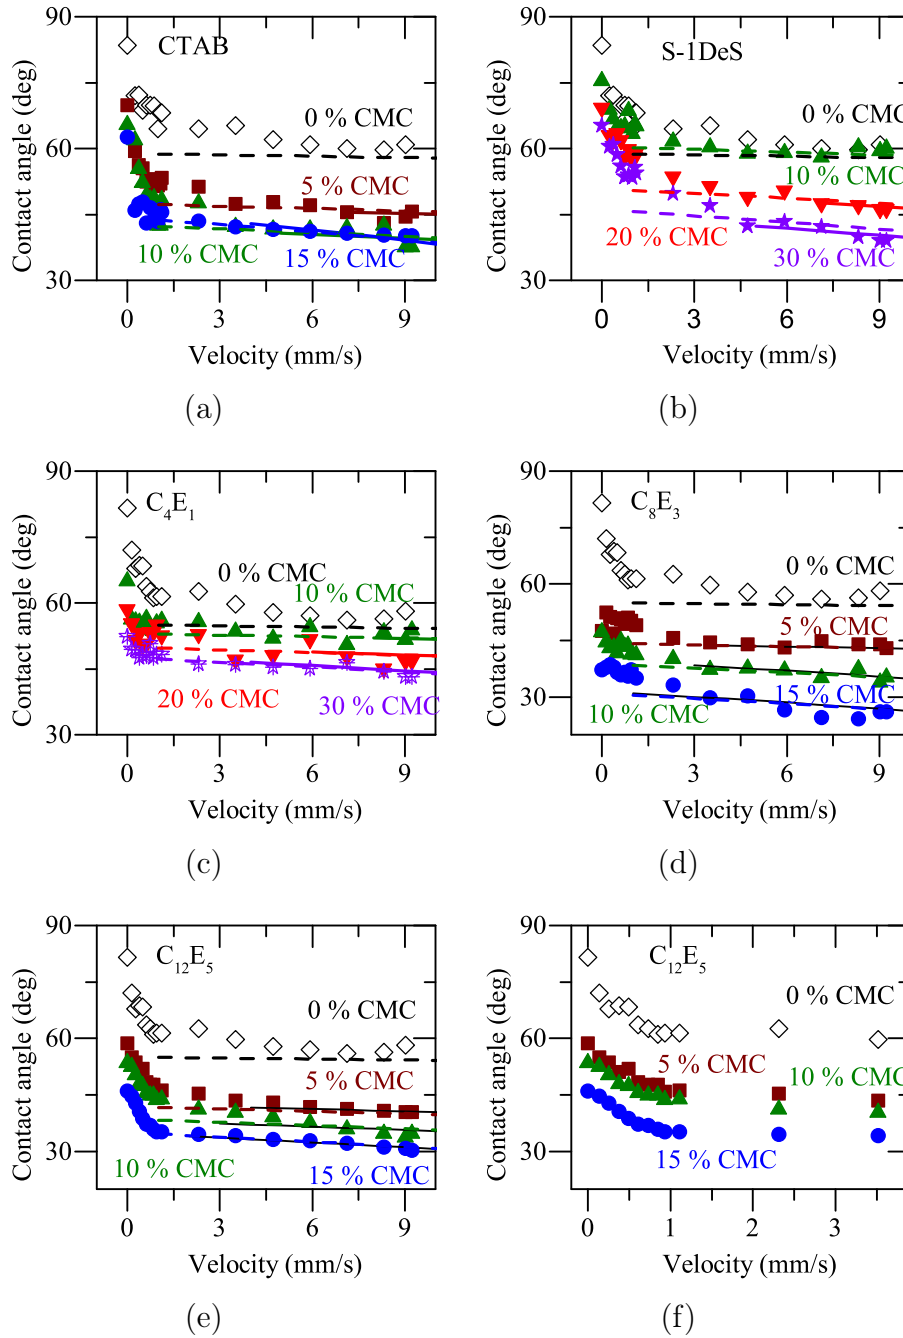 90
60
30
Contact angle (deg)
CTAB
0 % CMC
5 % CMC
10 % CMC
15 % CMC
0 3 6 9
Velocity (mm/s)
(a)
90
60
30
Contact angle (deg)
S-1DeS
0 % CMC
10 % CMC
20 % CMC
30 % CMC
0 3 6 9
Velocity (mm/s)
(b)
90
60
30
Contact angle (deg)
C₄E₁
0 % CMC
10 % CMC
20 % CMC
30 % CMC
0 3 6 9
Velocity (mm/s)
(c)
90
60
30
Contact angle (deg)
C₈E₃
0 % CMC
5 % CMC
10 % CMC
15 % CMC
0 3 6 9
Velocity (mm/s)
(d)
90
60
30
Contact angle (deg)
C₁₂E₅
0 % CMC
5 % CMC
10 % CMC
15 % CMC
0 3 6 9
Velocity (mm/s)
(e)
90
60
30
Contact angle (deg)
C₁₂E₅
0 % CMC
5 % CMC
10 % CMC
15 % CMC
0 1 2 3
Velocity (mm/s)
(f)